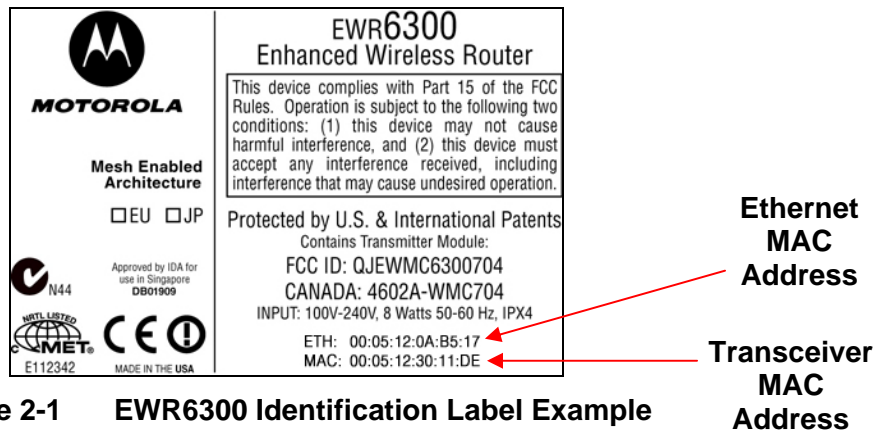 MOTOROLA
Mesh Enabled
Architecture
EU JP
N44
Approved by IDA for
use in Singapore
DB01909
NRTL LISTED
C MET®
E112342
CE
MADE IN THE USA
EWR6300
Enhanced Wireless Router
This device complies with Part 15 of the FCC
Rules. Operation is subject to the following two
conditions: (1) this device may not cause
harmful interference, and (2) this device must
accept any interference received, including
interference that may cause undesired operation.
Protected by U.S. & International Patents
Contains Transmitter Module:
FCC ID: QJEWMC6300704
CANADA: 4602A-WMC704
INPUT: 100V-240V, 8 Watts 50-60 Hz, IPX4
ETH: 00:05:12:0A:B5:17
MAC: 00:05:12:30:11:DE
Ethernet
MAC
Address
Transceiver
MAC
Address
e 2-1 EWR6300 Identification Label Example